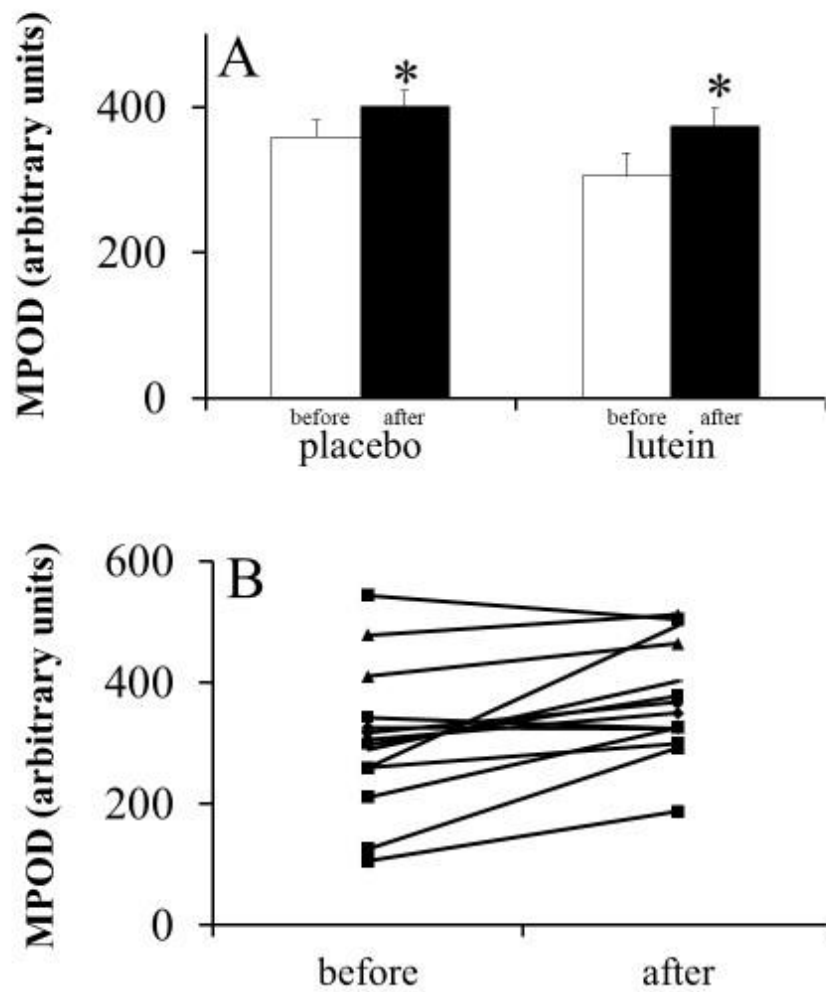 A
MPOD (arbitrary units)
400
200
0
* *
before after before after
placebo lutein
B
MPOD (arbitrary units)
600
400
200
0
before after